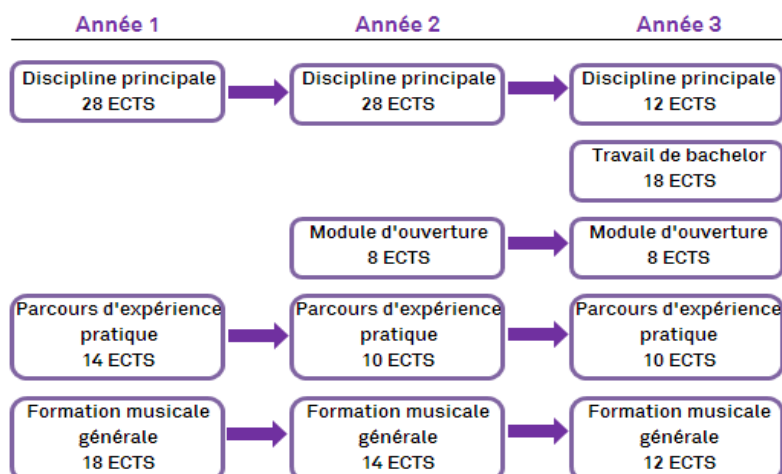 Année 1 Année 2 Année 3
Discipline principale Discipline principale Discipline principale
28 ECTS 28 ECTS 12 ECTS
Travail de bachelor
18 ECTS
Module d'ouverture Module d'ouverture
8 ECTS 8 ECTS
Parcours d'expérience Parcours d'expérience Parcours d'expérience
pratique pratique pratique
14 ECTS 10 ECTS 10 ECTS
Formation musicale Formation musicale Formation musicale
générale générale générale
18 ECTS 14 ECTS 12 ECTS